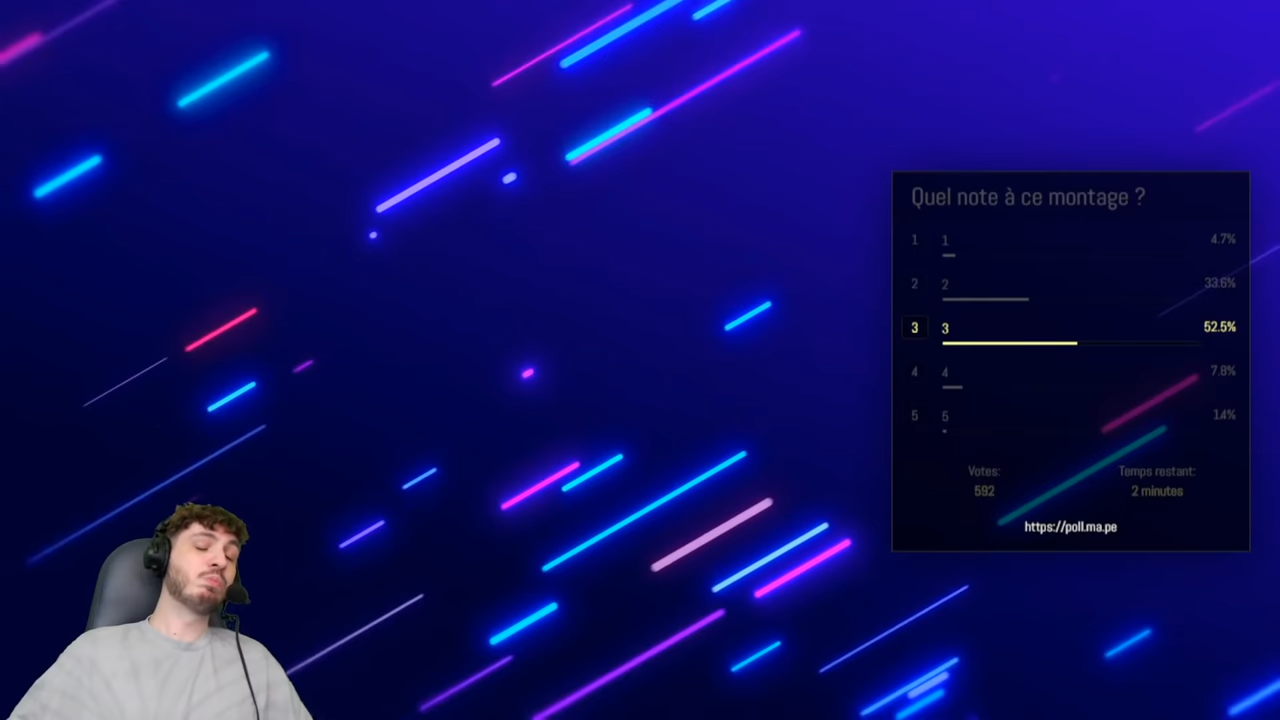 Quel note à ce montage ?
1 1 4.7%
2 2 33.6%
3 3 52.5%
4 4 7.8%
5 5 1.4%
Votes: Temps restant:
592 2 minutes
https://poll.ma.pe